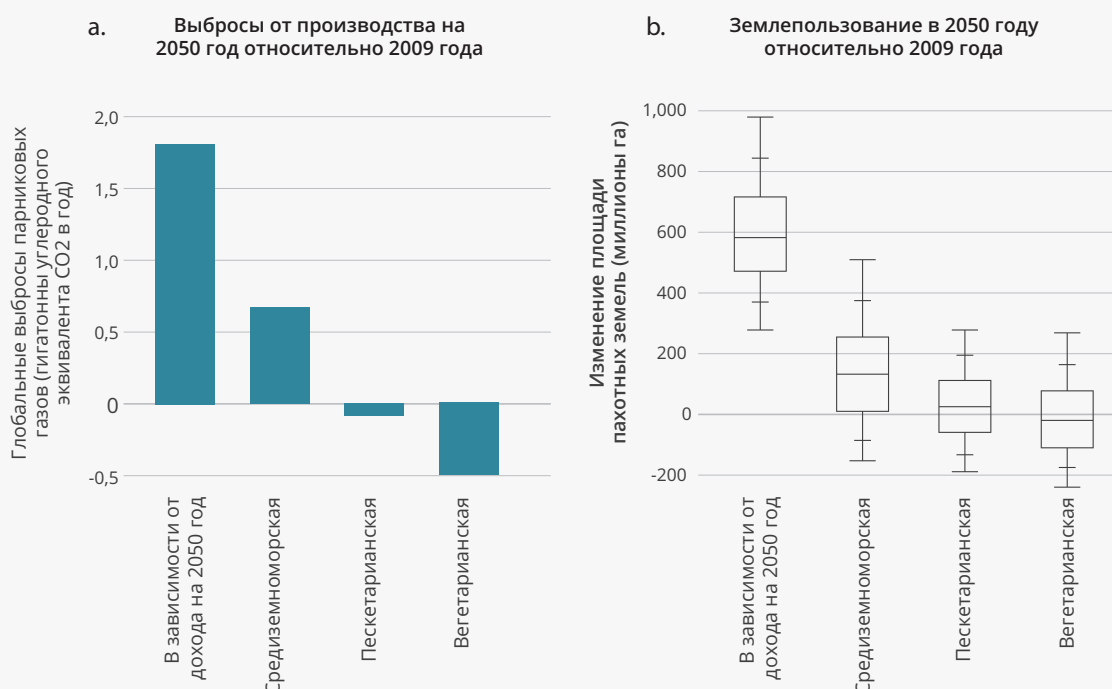 a.
Выбросы от производства на
2050 год относительно 2009 года
Глобальные выбросы парниковых
газов (гигатонны углеродного
эквивалента CO2 в год)
2,0
1,5
1,0
0,5
0
-0,5
В зависимости от
дохода на 2050 год
Средиземноморская
Пескетарианская
Вегетарианская
b.
Землепользование в 2050 году
относительно 2009 года
Изменение площади
пахотных земель (миллионы га)
1,000
800
600
400
200
0
-200
В зависимости от
дохода на 2050 год
Средиземноморская
Пескетарианская
Вегетарианская